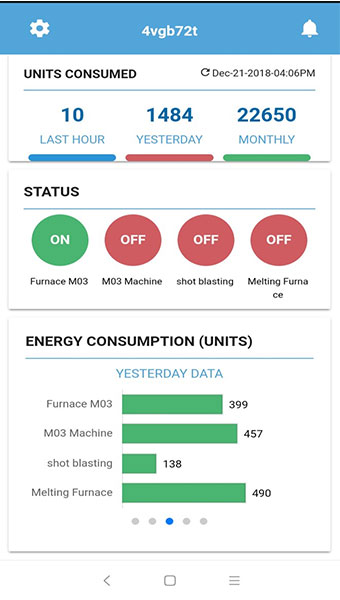 4vgb72t
UNITS CONSUMED
Dec-21-2018-04:06PM
10 1484 22650
LAST HOUR YESTERDAY MONTHLY
STATUS
ON OFF OFF OFF
Furnace M03 M03 Machine shot blasting Melting Furna
ce
ENERGY CONSUMPTION (UNITS)
YESTERDAY DATA
Furnace M03 399
M03 Machine 457
shot blasting 138
Melting Furnace 490